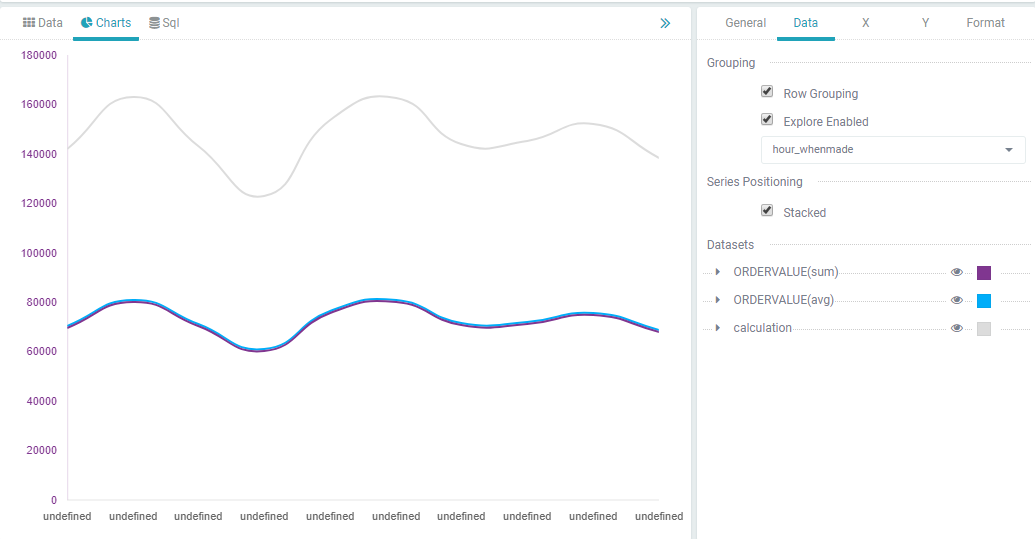 Data Charts Sql
180000
160000
140000
120000
100000
80000
60000
40000
20000
0
undefined undefined undefined undefined undefined undefined undefined undefined undefined undefined
General Data X Y Format
Grouping
Row Grouping
Explore Enabled
hour_whenmade
Series Positioning
Stacked
Datasets
ORDERVALUE(sum)
ORDERVALUE(avg)
calculation